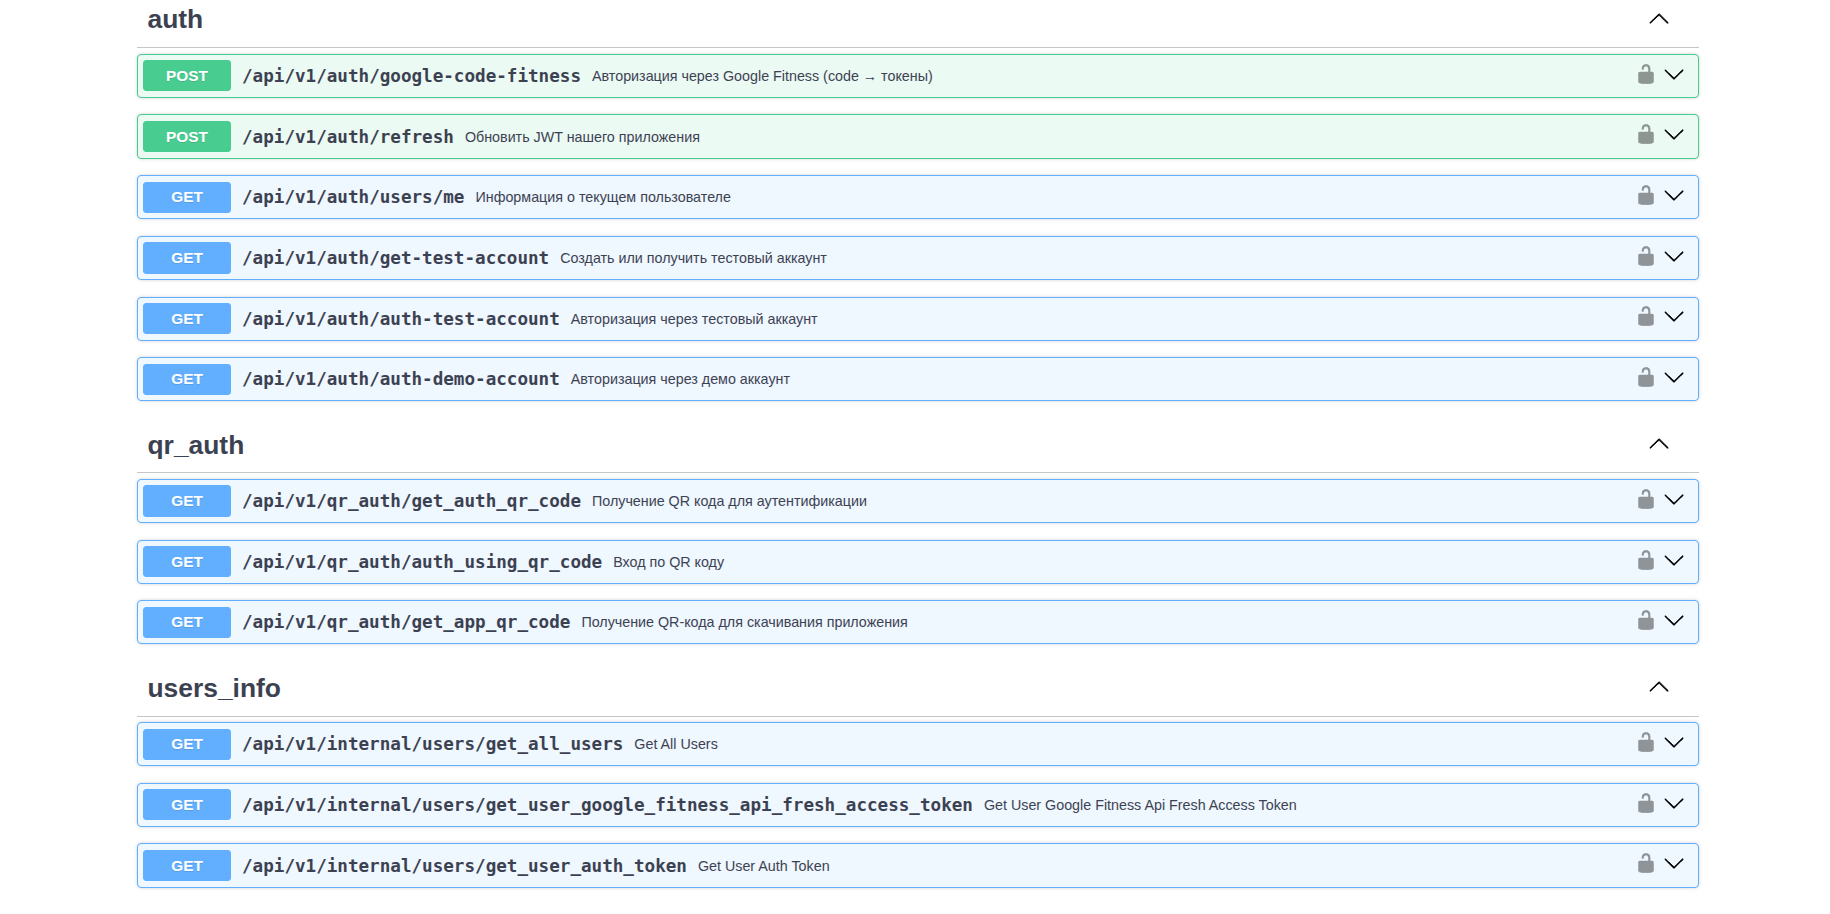 auth
POST /api/v1/auth/google-code-fitness Авторизация через Google Fitness (code → токены)
POST /api/v1/auth/refresh Обновить JWT нашего приложения
GET /api/v1/auth/users/me Информация о текущем пользователе
GET /api/v1/auth/get-test-account Создать или получить тестовый аккаунт
GET /api/v1/auth/auth-test-account Авторизация через тестовый аккаунт
GET /api/v1/auth/auth-demo-account Авторизация через демо аккаунт
qr_auth
GET /api/v1/qr_auth/get_auth_qr_code Получение QR кода для аутентификации
GET /api/v1/qr_auth/auth_using_qr_code Вход по QR коду
GET /api/v1/qr_auth/get_app_qr_code Получение QR-кода для скачивания приложения
users_info
GET /api/v1/internal/users/get_all_users Get All Users
GET /api/v1/internal/users/get_user_google_fitness_api_fresh_access_token Get User Google Fitness Api Fresh Access Token
GET /api/v1/internal/users/get_user_auth_token Get User Auth Token